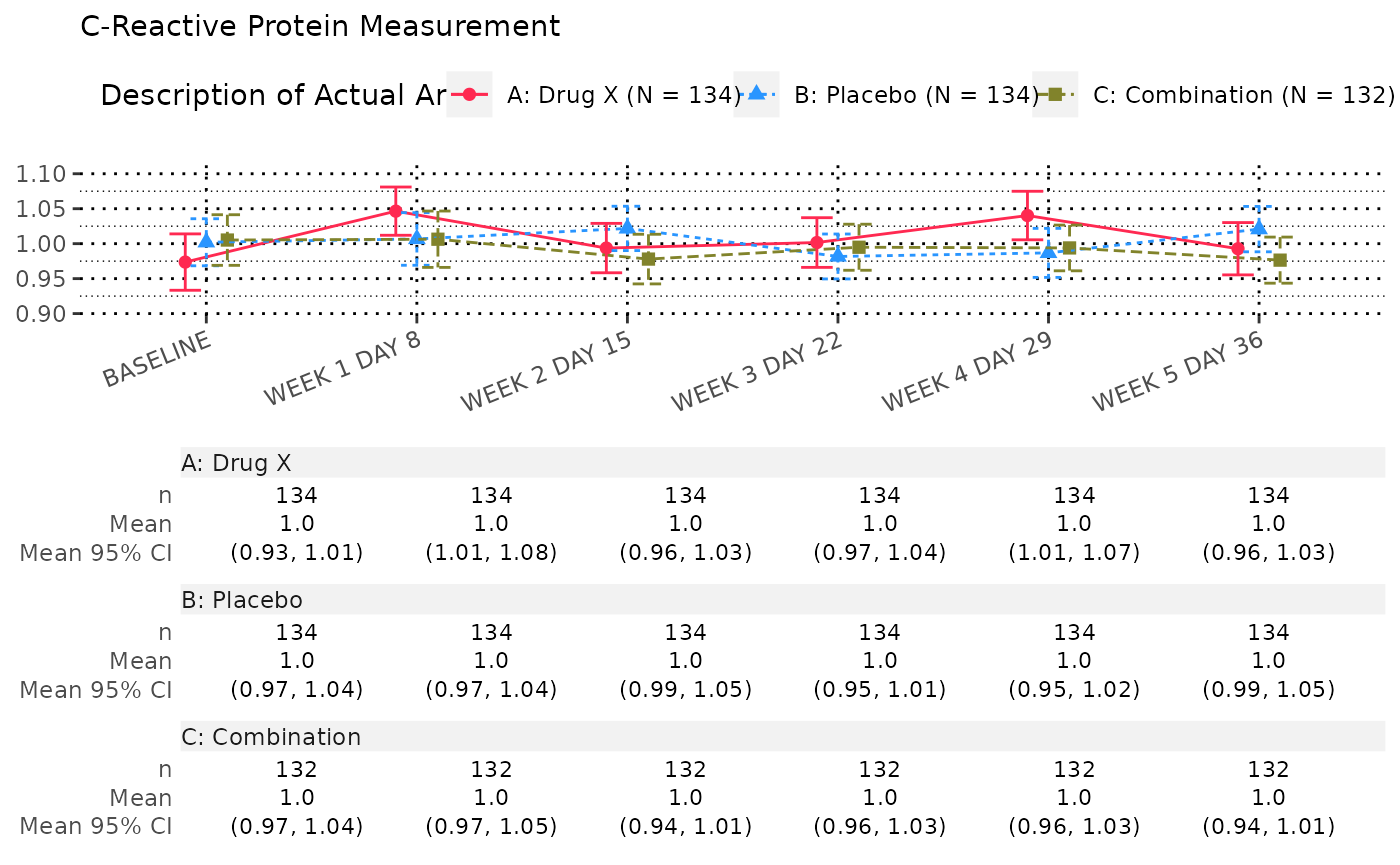 C-Reactive Protein Measurement
Description of Actual Ar A: Drug X (N = 134) B: Placebo (N = 134) C: Combination (N = 132)
1.10
1.05
1.00
0.95
0.90
BASELINE WEEK 1 DAY 8 WEEK 2 DAY 15 WEEK 3 DAY 22 WEEK 4 DAY 29 WEEK 5 DAY 36
A: Drug X
n 134 134 134 134 134 134
Mean 1.0 1.0 1.0 1.0 1.0 1.0
Mean 95% CI (0.93, 1.01) (1.01, 1.08) (0.96, 1.03) (0.97, 1.04) (1.01, 1.07) (0.96, 1.03)
B: Placebo
n 134 134 134 134 134 134
Mean 1.0 1.0 1.0 1.0 1.0 1.0
Mean 95% CI (0.97, 1.04) (0.97, 1.04) (0.99, 1.05) (0.95, 1.01) (0.95, 1.02) (0.99, 1.05)
C: Combination
n 132 132 132 132 132 132
Mean 1.0 1.0 1.0 1.0 1.0 1.0
Mean 95% CI (0.97, 1.04) (0.97, 1.05) (0.94, 1.01) (0.96, 1.03) (0.96, 1.03) (0.94, 1.01)